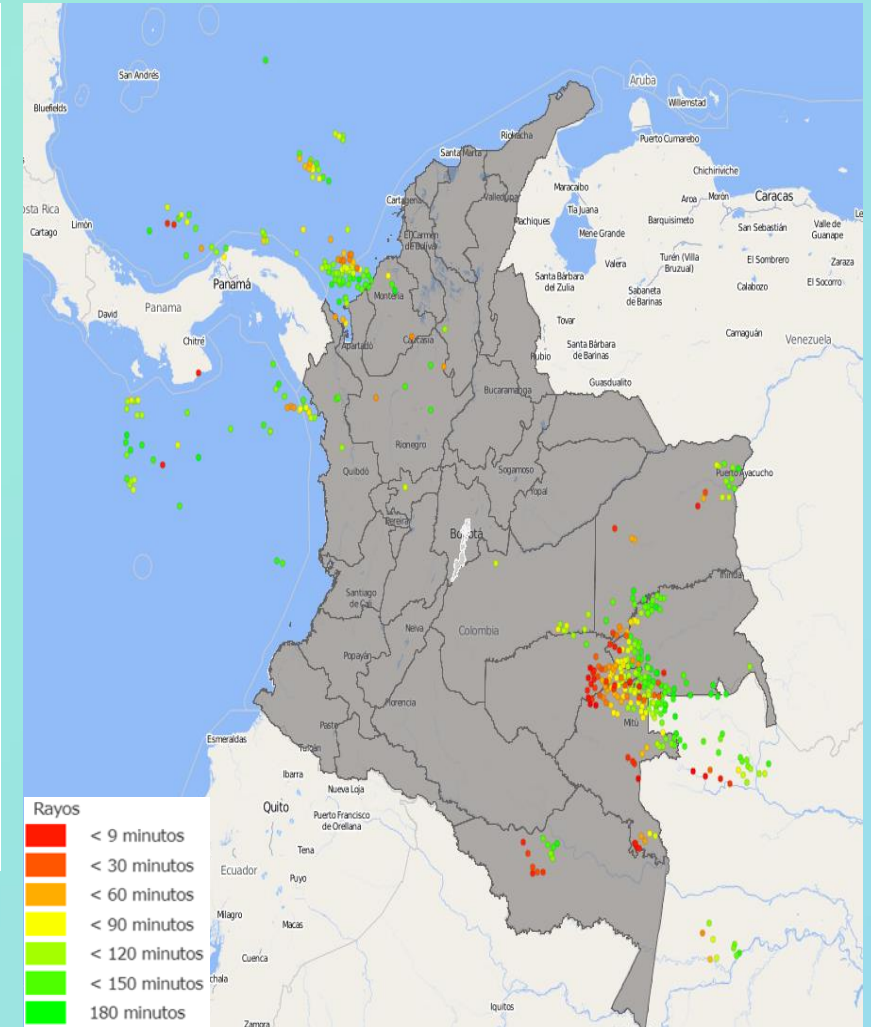 San Andrés
Aruba
Bluefields
Willemstad
Riohacha
Puerto Cumarebo
Santa Marta
Chichiriviche
Maracaibo
Cartagena
Valledupar
Aroa
Morón
Caracas
osta Rica
Limón
Tia Juana
Barquisimeto
San Sebastián
Valle de
Guanape
Cartago
El Carmen
de Bolívar
Machiques
Mene Grande
Valera
Turén (Villa
Bruzual)
El Sombrero
Zaraza
Panamá
Montería
Santa Bárbara
del Zulia
Sabaneta
de Barinas
Calabozo
El Socorro
Panama
David
Tovar
Camaguán
Chitré
Apartadó
Caucasia
Rubio
Santa Bárbara
de Barinas
Venezuela
Guasdualito
Bucaramanga
Rionegro
Quibdó
Sogamoso
Puerto Ayacucho
Yopal
Pereira
Bogotá
Inírida
Santiago
de Cali
Neiva
Colombia
Popayán
Florencia
Mitú
Pasto
Esmeraldas
Tulcán
Ibarra
Nueva Loja
Quito
Puerto Francisco
de Orellana
Tena
Ecuador
Puyo
Milagro
Macas
Cuenca
chala
Iquitos
Zamora
Rayos
< 9 minutos
< 30 minutos
< 60 minutos
< 90 minutos
< 120 minutos
< 150 minutos
180 minutos